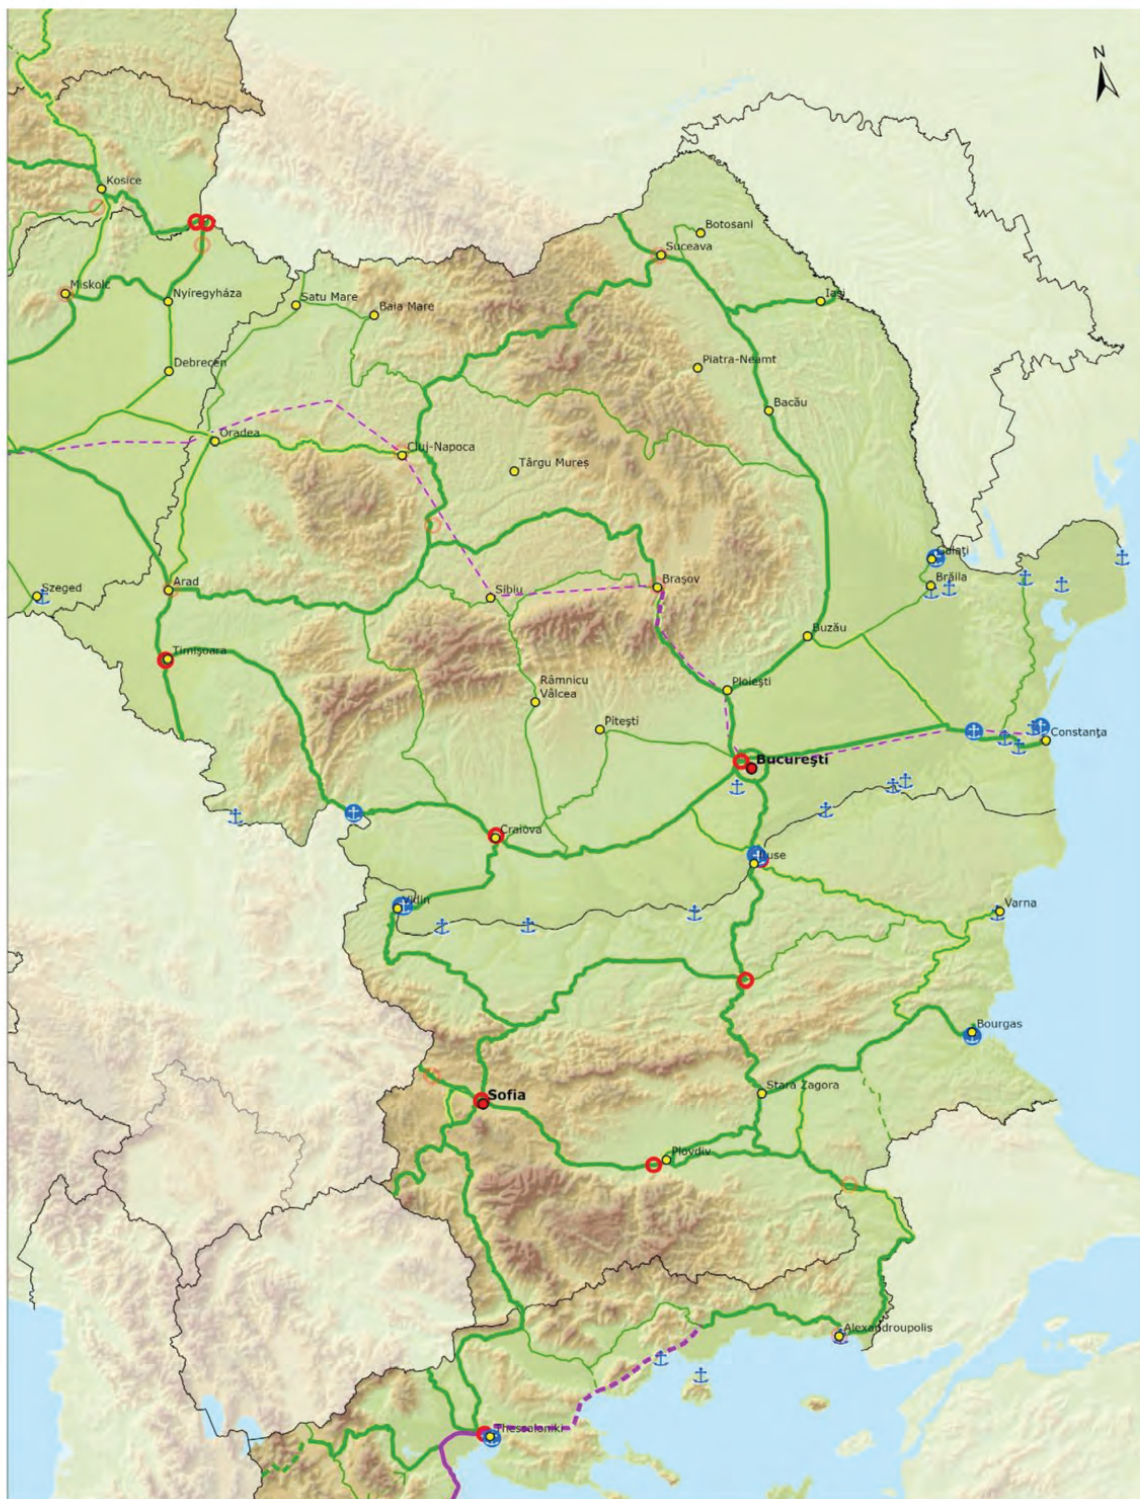 N
Kosice
Botosani
Suceava
Miskolc
Nyíregyháza
Satu Mare
Baia Mare
Iași
Debrecen
Piatra-Neamt
Bacău
Oradea
Cluj-Napoca
Târgu Mureș
Galați
Szeged
Arad
Sibiu
Brașov
Brăila
Timișoara
Buzău
Râmnicu
Vâlcea
Ploiești
Pitești
Constanța
București
Craiova
Ruse
Vidin
Varna
Bourgas
Sofia
Stara Zagora
Plovdiv
Alexandroupolis
Thessaloniki